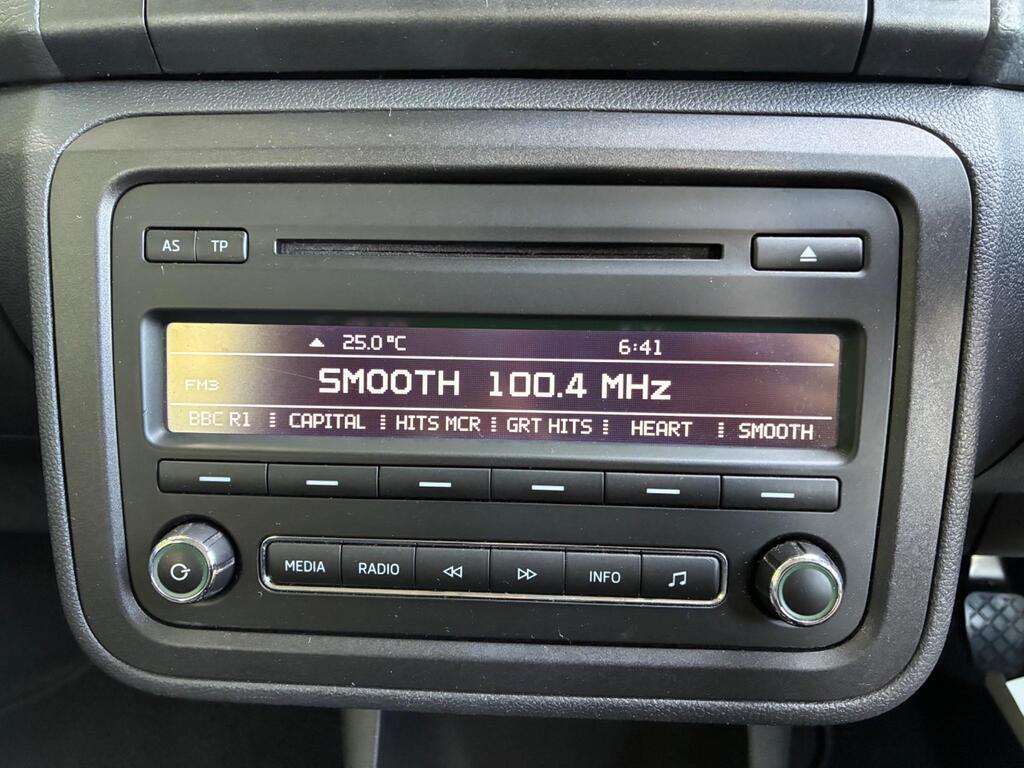 AS TP
25.0 °C 6:41
FM3 SMOOTH 100.4 MHz
BBC R1 CAPITAL HITS MCR GRT HITS HEART SMOOTH
MEDIA RADIO INFO